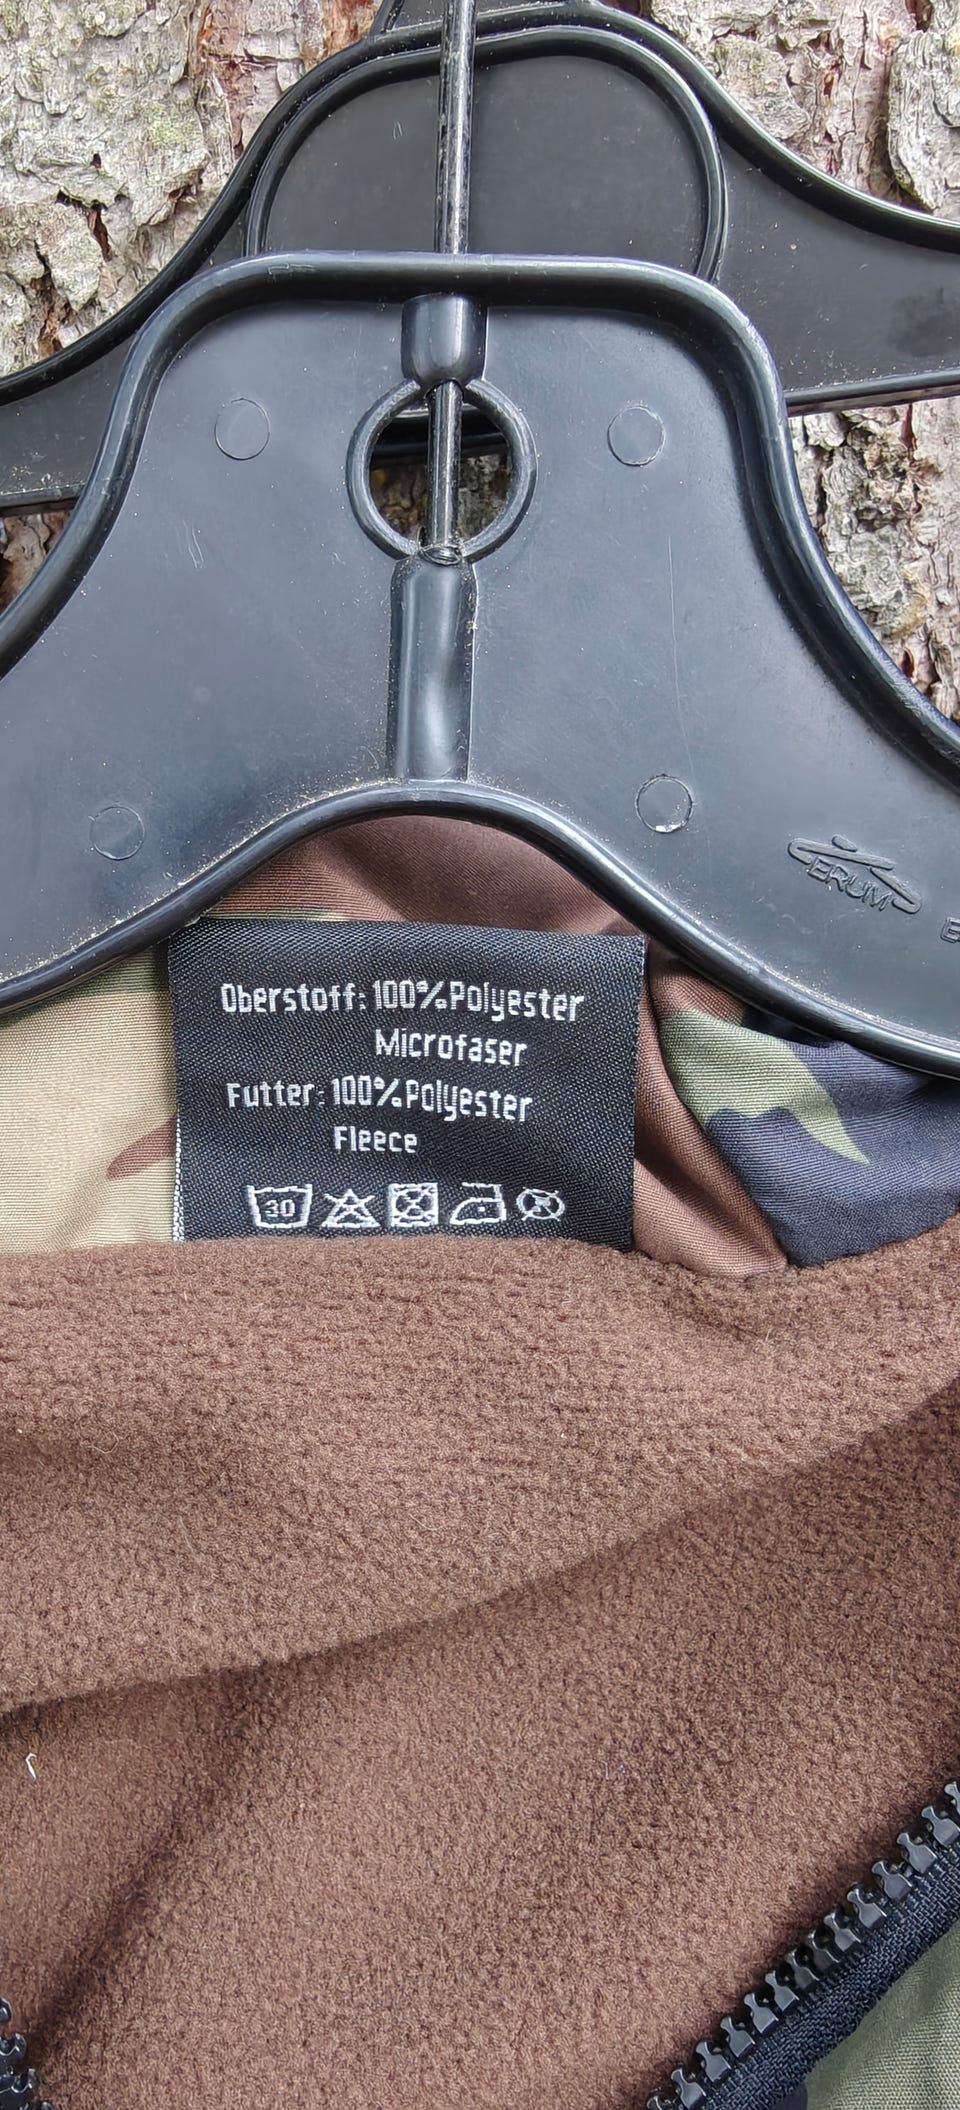 ERUM
Oberstoff: 100% Polyester
Microfaser
Futter: 100% Polyester
Fleece
30